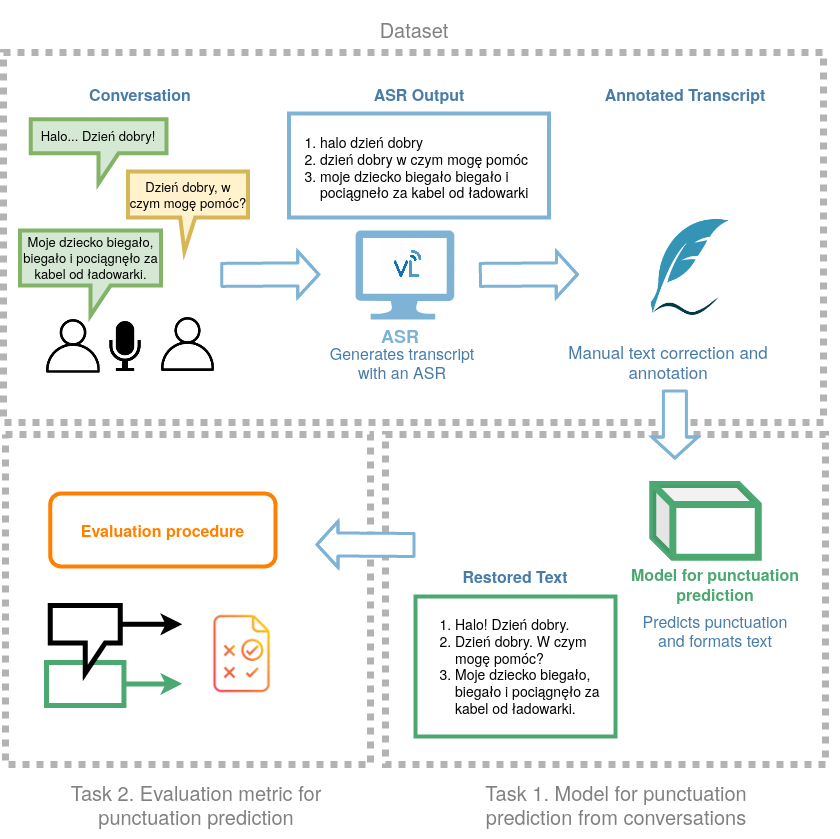 Dataset
Conversation
Halo... Dzień dobry!
Dzień dobry, w
czym mogę pomóc?
Moje dziecko biegało,
biegało i pociągnęło za
kabel od ładowarki.
ASR Output
1. halo dzień dobry
2. dzień dobry w czym mogę pomóc
3. moje dziecko biegało biegało i
pociągneło za kabel od ładowarki
VL
ASR
Generates transcript
with an ASR
Annotated Transcript
Manual text correction and
annotation
Model for punctuation
prediction
Predicts punctuation
and formats text
Restored Text
1. Halo! Dzień dobry.
2. Dzień dobry. W czym
mogę pomóc?
3. Moje dziecko biegało,
biegało i pociągnęło za
kabel od ładowarki.
Evaluation procedure
Task 2. Evaluation metric for
punctuation prediction
Task 1. Model for punctuation
prediction from conversations